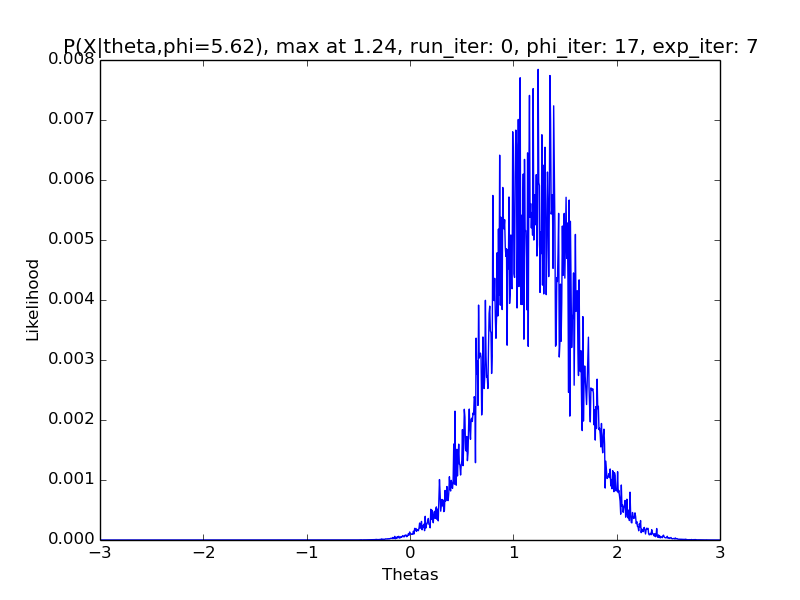 P(X|theta,phi=5.62), max at 1.24, run_iter: 0, phi_iter: 17, exp_iter: 7
0.008
0.007
0.006
0.005
0.004
0.003
0.002
0.001
0.000
Likelihood
−3 −2 −1 0 1 2 3
Thetas